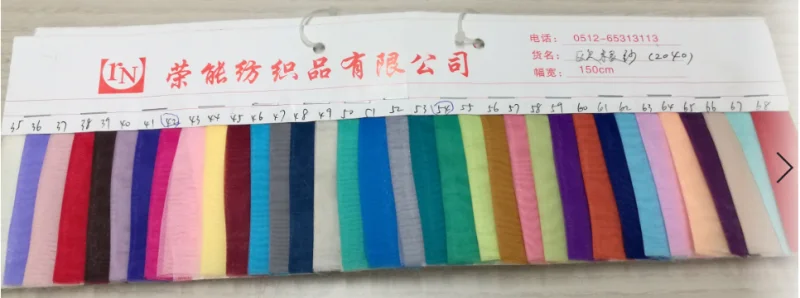 IN
荣能纺织品有限公司
电话: 0512-65313113
货名: 欧根纱 (2040)
幅宽: 150cm
35 36 37 38 39 40 41 42 43 44 45 46 47 48 49 50 51 52 53 54 55 56 57 58 59 60 61 62 63 64 65 66 67 68